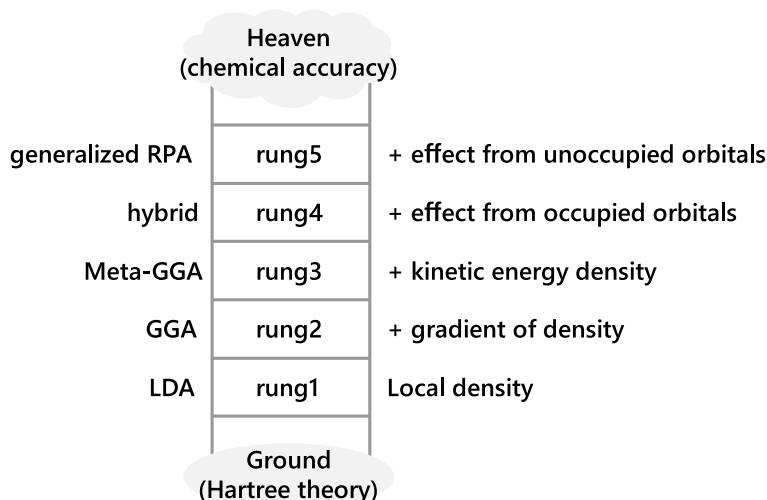 Heaven
(chemical accuracy)
generalized RPA rung5 + effect from unoccupied orbitals
hybrid rung4 + effect from occupied orbitals
Meta-GGA rung3 + kinetic energy density
GGA rung2 + gradient of density
LDA rung1 Local density
Ground
(Hartree theory)